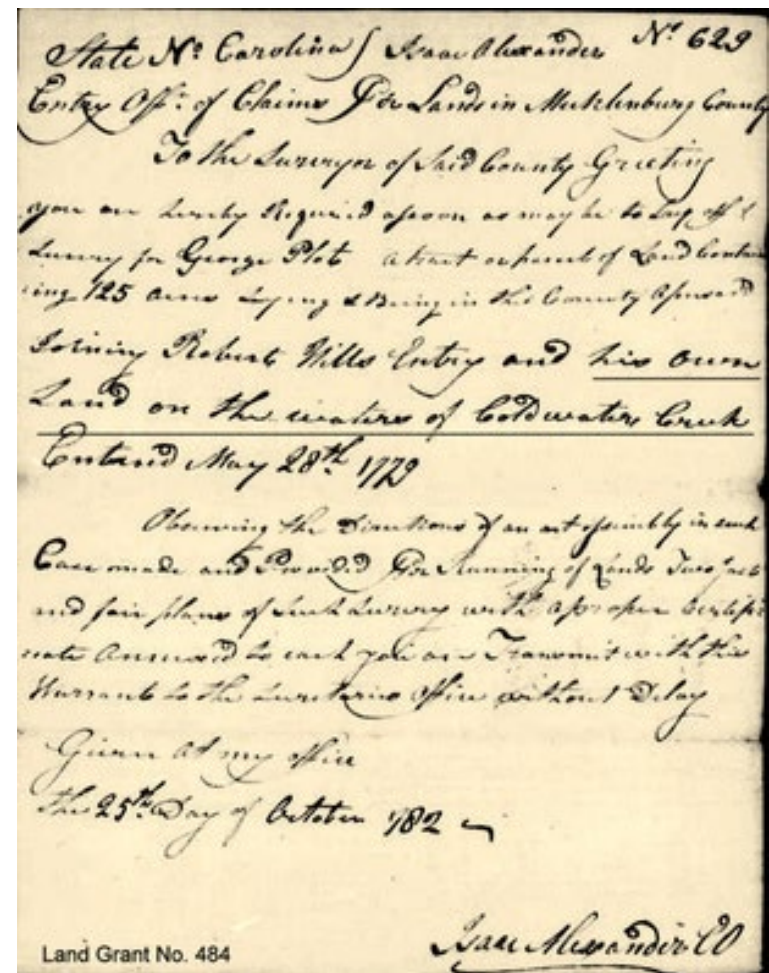 State No Carolina } Isaac Alexander No 629
Entry Offr of Claims For Lands in Mecklenburg County
To the Surveyor of Said County Greeting
you are hereby Required as soon as may be to Lay off &
Survey for George Plot a tract or parcel of Land Contain
ing 125 acres Lying & Being in the County Aforesaid
Joining Robert Hills Entry and his own
Land on the waters of Coldwater Creek
Enterd May 28th 1779
Observing the Directions of an act of assembly in such
Case made and Provided For Running of Lands Two Just
and fair plans of Such Survey with a proper Certifi
cate Annexed to each you are Transmit with this
Warrant to the Secretaries office without Delay
Given at my office
the 25th Day of October 1782
Isaac Alexander EO
Land Grant No. 484